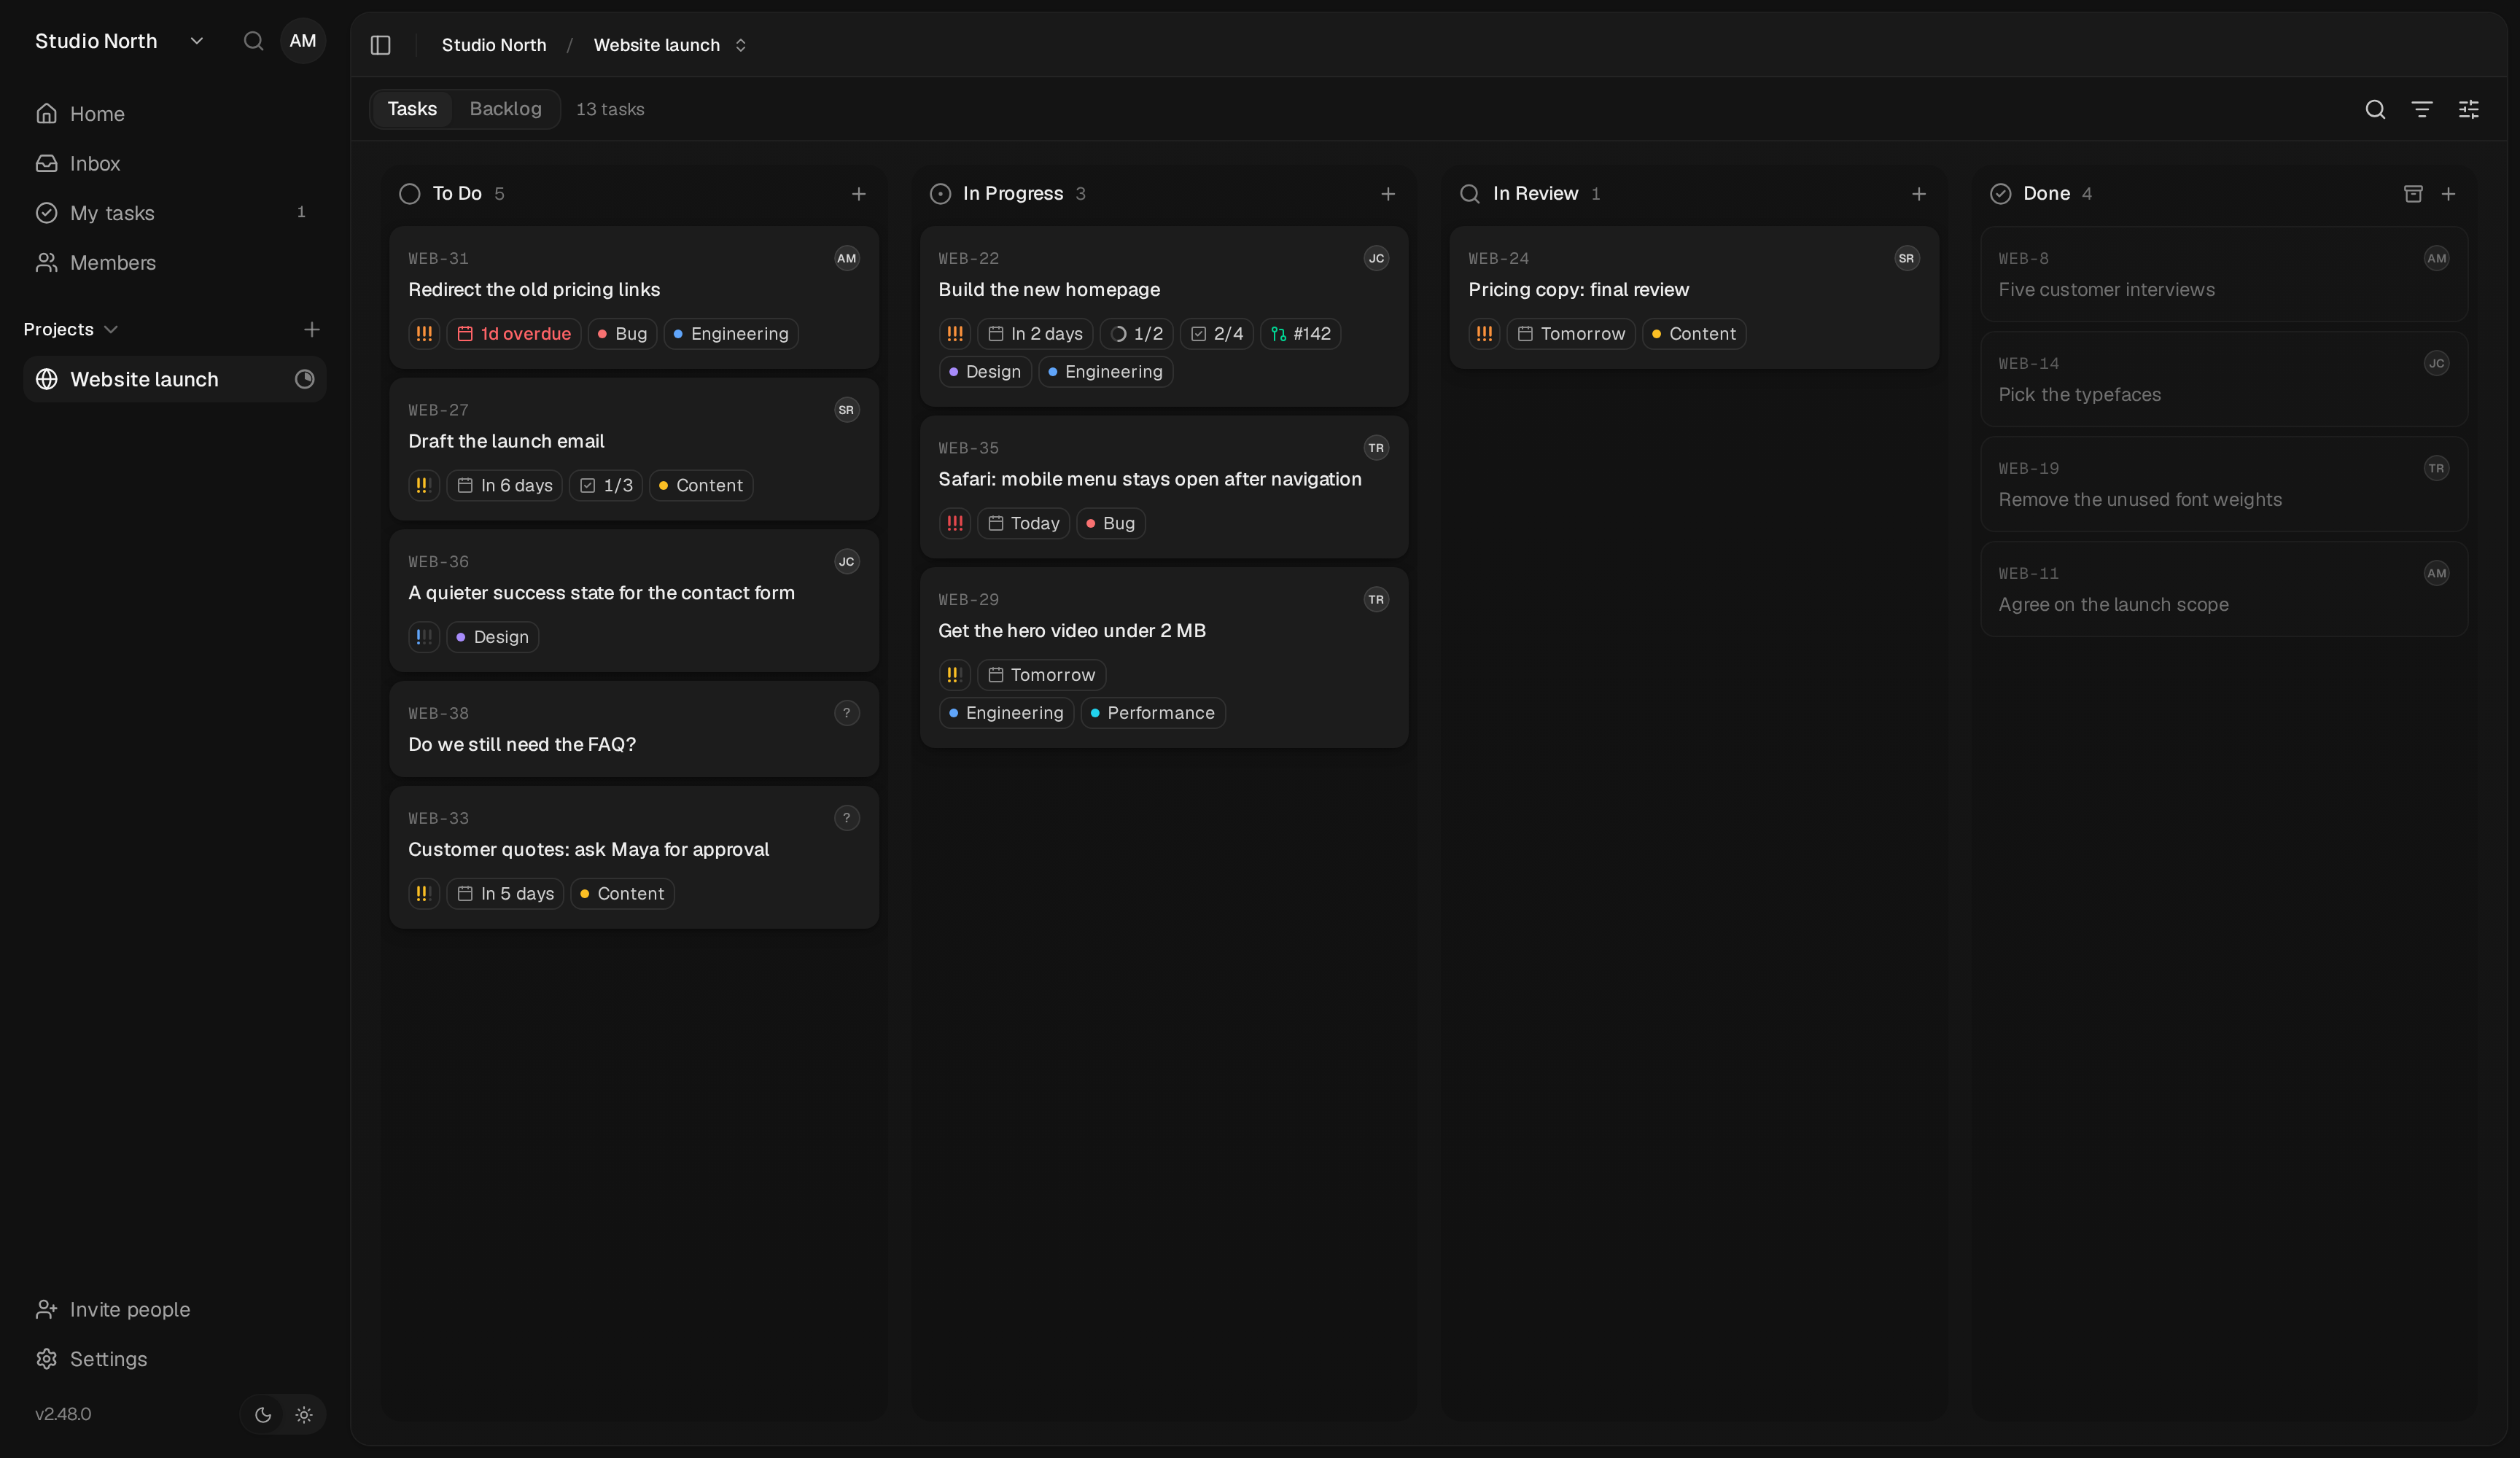 Studio North
AM
Home
Inbox
My tasks 1
Members
Projects
Website launch
Invite people
Settings
v2.48.0
Studio North / Website launch
Tasks Backlog 13 tasks
To Do 5
WEB-31 AM
Redirect the old pricing links
1d overdue Bug Engineering
WEB-27 SR
Draft the launch email
In 6 days 1/3 Content
WEB-36 JC
A quieter success state for the contact form
Design
WEB-38 ?
Do we still need the FAQ?
WEB-33 ?
Customer quotes: ask Maya for approval
In 5 days Content
In Progress 3
WEB-22 JC
Build the new homepage
In 2 days 1/2 2/4 #142
Design Engineering
WEB-35 TR
Safari: mobile menu stays open after navigation
Today Bug
WEB-29 TR
Get the hero video under 2 MB
Tomorrow
Engineering Performance
In Review 1
WEB-24 SR
Pricing copy: final review
Tomorrow Content
Done 4
WEB-8 AM
Five customer interviews
WEB-14 JC
Pick the typefaces
WEB-19 TR
Remove the unused font weights
WEB-11 AM
Agree on the launch scope